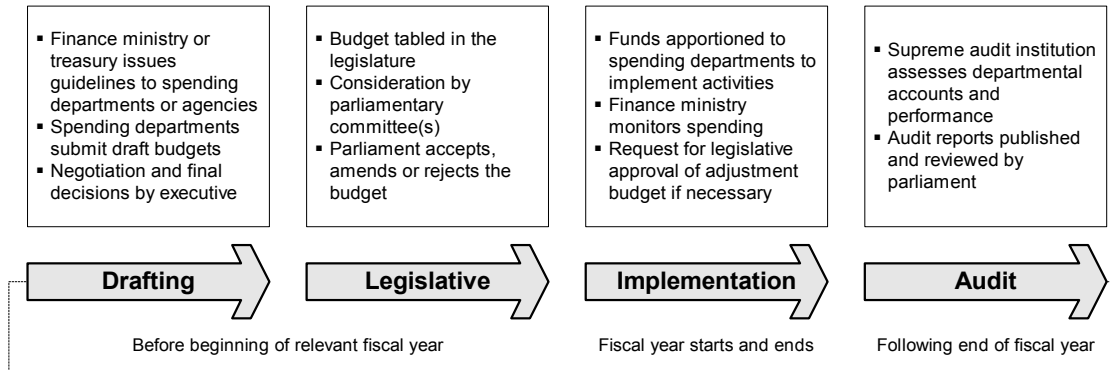 ▪ Finance ministry or
treasury issues
guidelines to spending
departments or agencies
▪ Spending departments
submit draft budgets
▪ Negotiation and final
decisions by executive
▪ Budget tabled in the
legislature
▪ Consideration by
parliamentary
committee(s)
▪ Parliament accepts,
amends or rejects the
budget
▪ Funds apportioned to
spending departments to
implement activities
▪ Finance ministry
monitors spending
▪ Request for legislative
approval of adjustment
budget if necessary
▪ Supreme audit institution
assesses departmental
accounts and
performance
▪ Audit reports published
and reviewed by
parliament
Drafting
Legislative
Implementation
Audit
Before beginning of relevant fiscal year
Fiscal year starts and ends
Following end of fiscal year